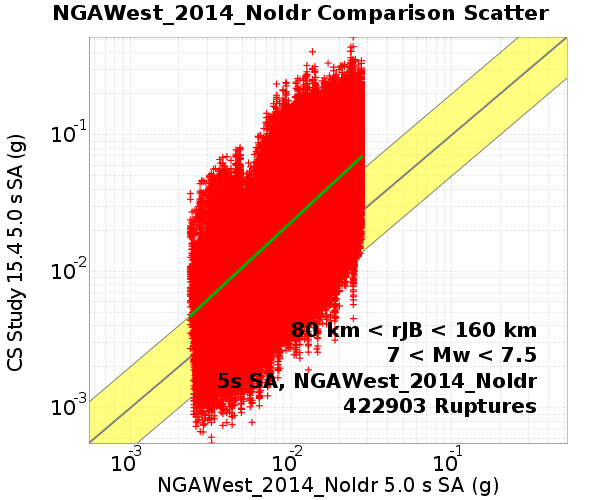 NGAWest_2014_NoIdr Comparison Scatter
CS Study 15.4 5.0 s SA (g)
10-1
10-2
10-3
80 km < rJB < 160 km
7 < Mw < 7.5
5s SA, NGAWest_2014_NoIdr
422903 Ruptures
10-3 10-2 10-1
NGAWest_2014_NoIdr 5.0 s SA (g)